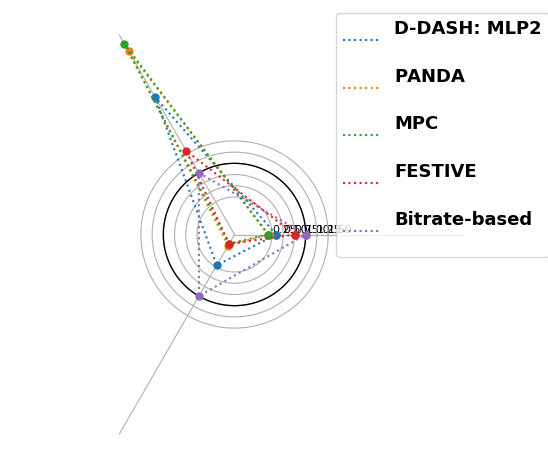 D-DASH: MLP2
PANDA
MPC
FESTIVE
Bitrate-based